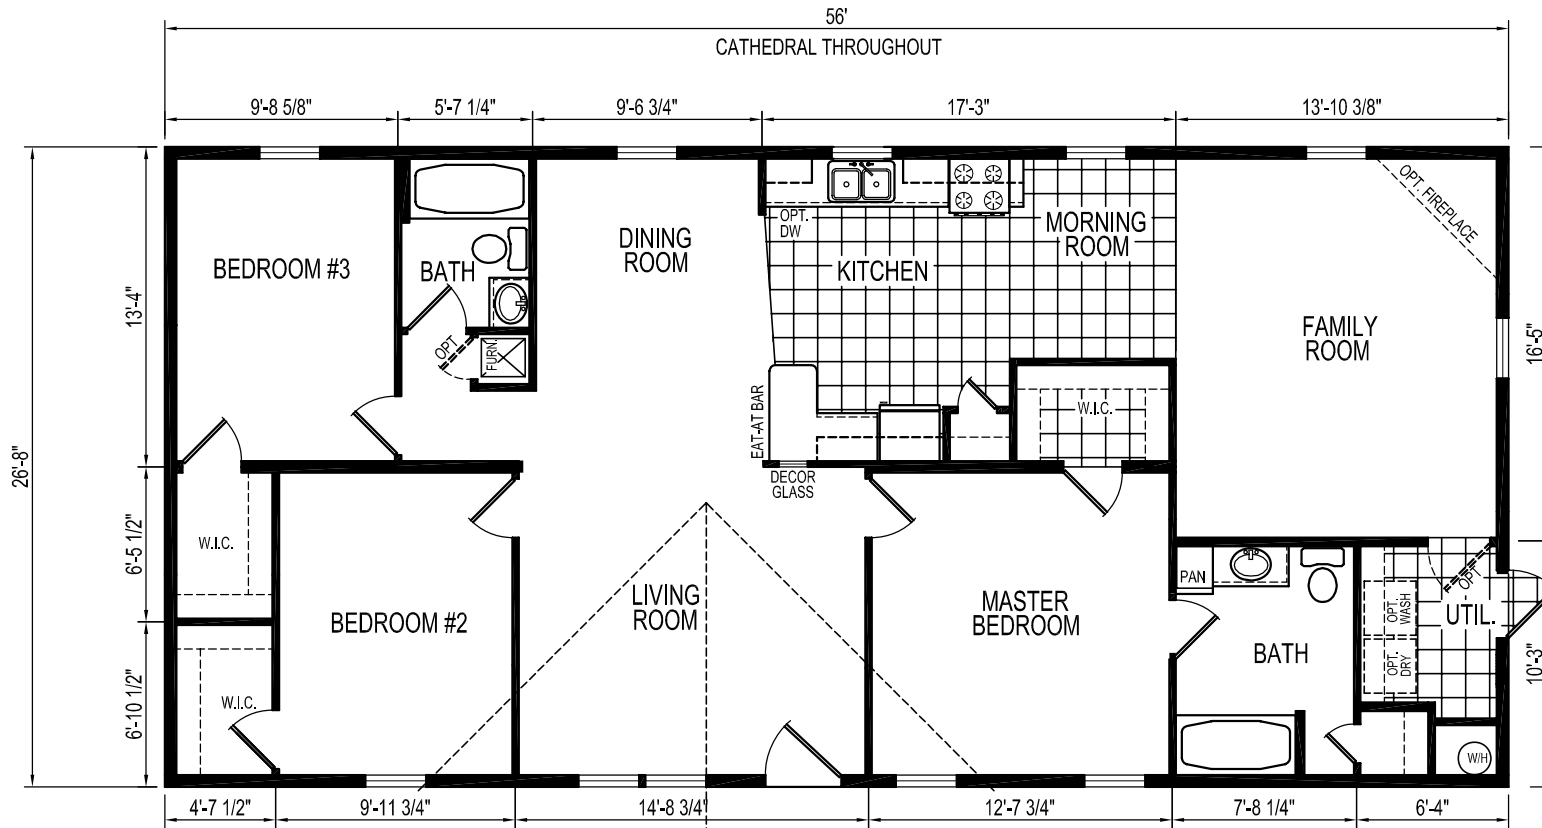 56'
CATHEDRAL THROUGHOUT
9'-8 5/8"
5'-7 1/4"
9'-6 3/4"
17'-3"
13'-10 3/8"
26'-8"
13'-4"
6'-5 1/2"
6'-10 1/2"
16'-5"
10'-3"
BEDROOM #3
BATH
OPT
FURN.
DINING
ROOM
OPT.
DW
KITCHEN
MORNING
ROOM
OPT. FIREPLACE
FAMILY
ROOM
EAT-AT BAR
W.I.C.
DECOR
GLASS
W.I.C.
BEDROOM #2
W.I.C.
LIVING
ROOM
MASTER
BEDROOM
PAN
BATH
OPT.
WASH
OPT.
DRY
OPT
UTIL.
W/H
4'-7 1/2"
9'-11 3/4"
14'-8 3/4"
12'-7 3/4"
7'-8 1/4"
6'-4"